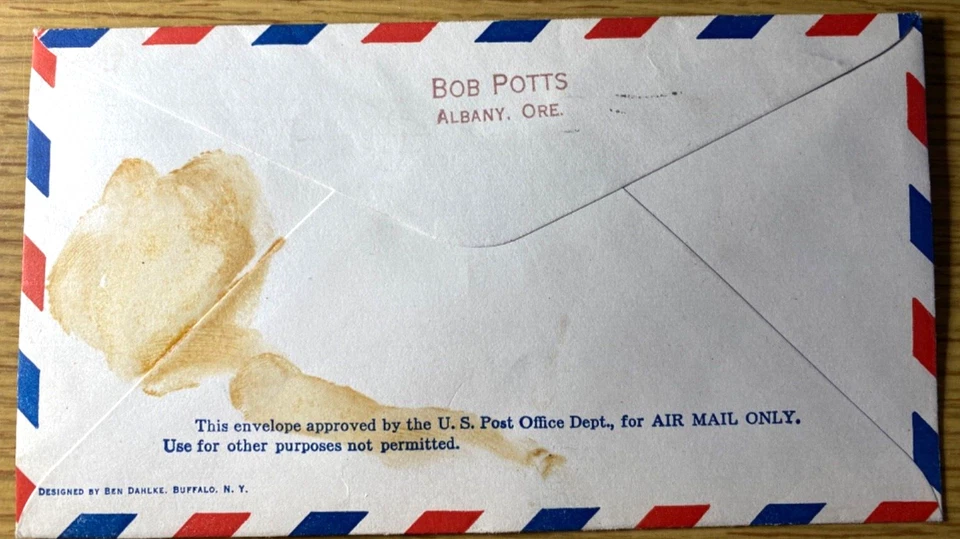 BOB POTTS
ALBANY. ORE.
This envelope approved by the U. S. Post Office Dept., for AIR MAIL ONLY.
Use for other purposes not permitted.
DESIGNED BY BEN DAHLKE. BUFFALO. N. Y.